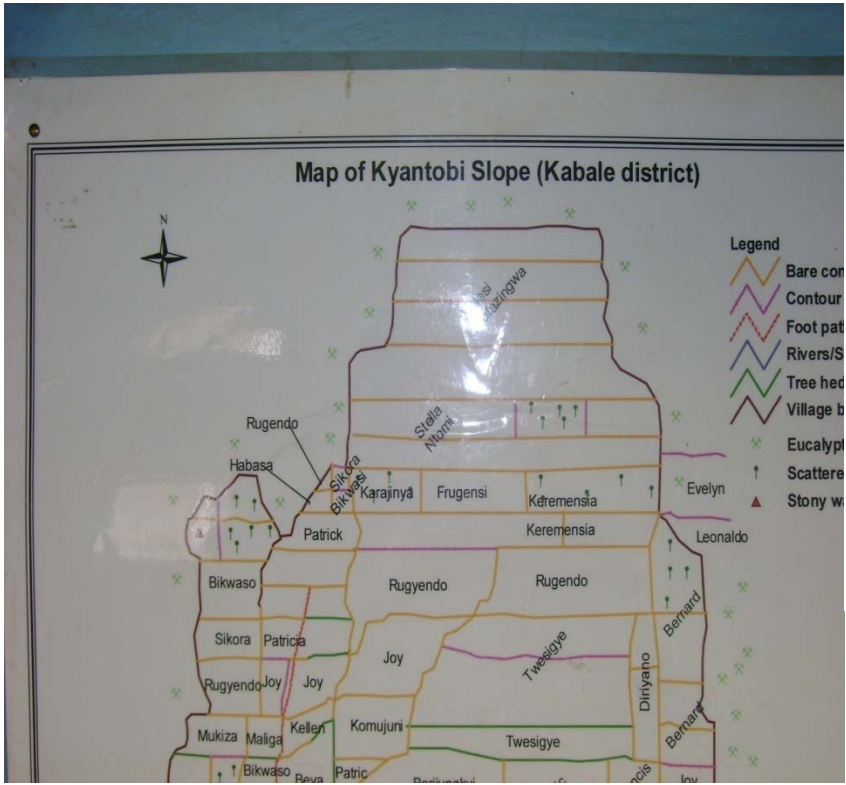 Map of Kyantobi Slope (Kabale district)
N
Legend
Bare con
Contour
Foot pat
Rivers/S
Tree hed
Village b
Eucalypt
Scattere
Stony wa
Stella
Ntomi
Rugendo
Habasa
Sikora
Bikwasi
Karajinya
Frugensi
Keremensia
Evelyn
Patrick
Keremensia
Leonaldo
Bikwaso
Rugyendo
Rugendo
Bernard
Sikora
Patricia
Joy
Twesigye
Rugyendo
Joy
Joy
Diriyano
Mukiza
Maliga
Kellen
Komujuni
Twesigye
Bernard
Bikwaso
Beya
Patric
Joy